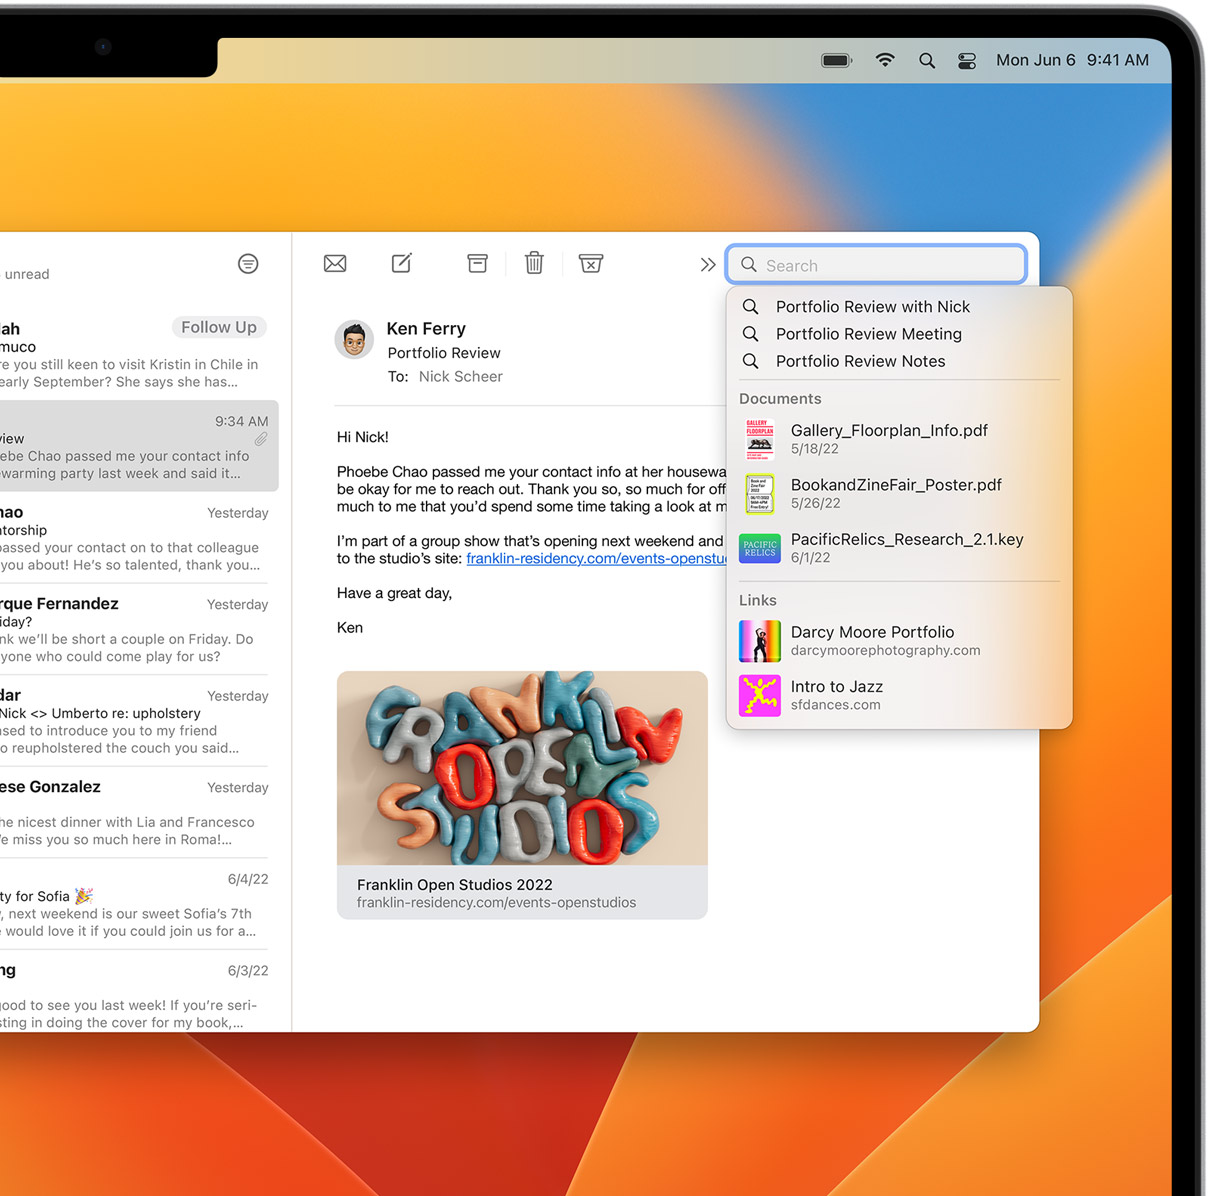 Mon Jun 6 9:41 AM
unread
Follow Up
muco
re you still keen to visit Kristin in Chile in
early September? She says she has...
9:34 AM
view
ebe Chao passed me your contact info
warming party last week and said it...
hao
Yesterday
ntorship
passed your contact on to that colleague
you about! He's so talented, thank you...
rque Fernandez
Yesterday
iday?
nk we'll be short a couple on Friday. Do
yone who could come play for us?
dar
Yesterday
Nick <> Umberto re: upholstery
used to introduce you to my friend
o reupholstered the couch you said...
ese Gonzalez
Yesterday
he nicest dinner with Lia and Francesco
e miss you so much here in Roma!...
6/4/22
ty for Sofia 🎉
, next weekend is our sweet Sofia's 7th
would love it if you could join us for a...
ng
6/3/22
good to see you last week! If you're seri-
sting in doing the cover for my book,...
Ken Ferry
Portfolio Review
To: Nick Scheer
Hi Nick!
Phoebe Chao passed me your contact info at her housewa
be okay for me to reach out. Thank you so, so much for off
much to me that you'd spend some time taking a look at m
I'm part of a group show that's opening next weekend and
to the studio's site: franklin-residency.com/events-openstu
Have a great day,
Ken
FRANKLIN
OPEN
STUDIOS
Franklin Open Studios 2022
franklin-residency.com/events-openstudios
Search
Portfolio Review with Nick
Portfolio Review Meeting
Portfolio Review Notes
Documents
GALLERY
FLOORPLAN
Gallery_Floorplan_Info.pdf
5/18/22
Book and
Zine Fair
2022
BookandZineFair_Poster.pdf
5/26/22
PACIFIC
RELICS
PacificRelics_Research_2.1.key
6/1/22
Links
Darcy Moore Portfolio
darcymoorephotography.com
Intro to Jazz
sfdances.com